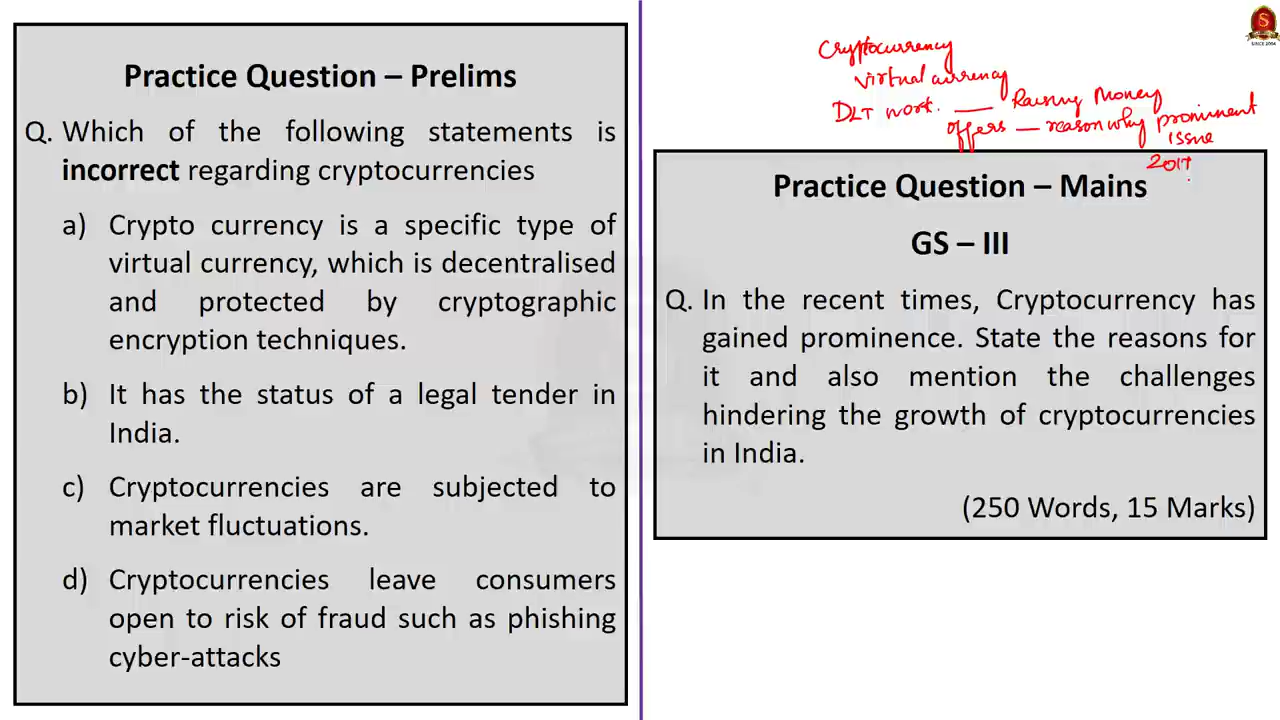 Practice Question – Prelims
Q. Which of the following statements is
incorrect regarding cryptocurrencies
a) Crypto currency is a specific type of
virtual currency, which is decentralised
and protected by cryptographic
encryption techniques.
b) It has the status of a legal tender in
India.
c) Cryptocurrencies are subjected to
market fluctuations.
d) Cryptocurrencies leave consumers
open to risk of fraud such as phishing
cyber-attacks
S
SINCE 2004
Cryptocurrency
Virtual currency
DLT work. — Raising Money
offers — reason why prominent
issue
2017
Practice Question – Mains
GS – III
Q. In the recent times, Cryptocurrency has
gained prominence. State the reasons for
it and also mention the challenges
hindering the growth of cryptocurrencies
in India.
(250 Words, 15 Marks)